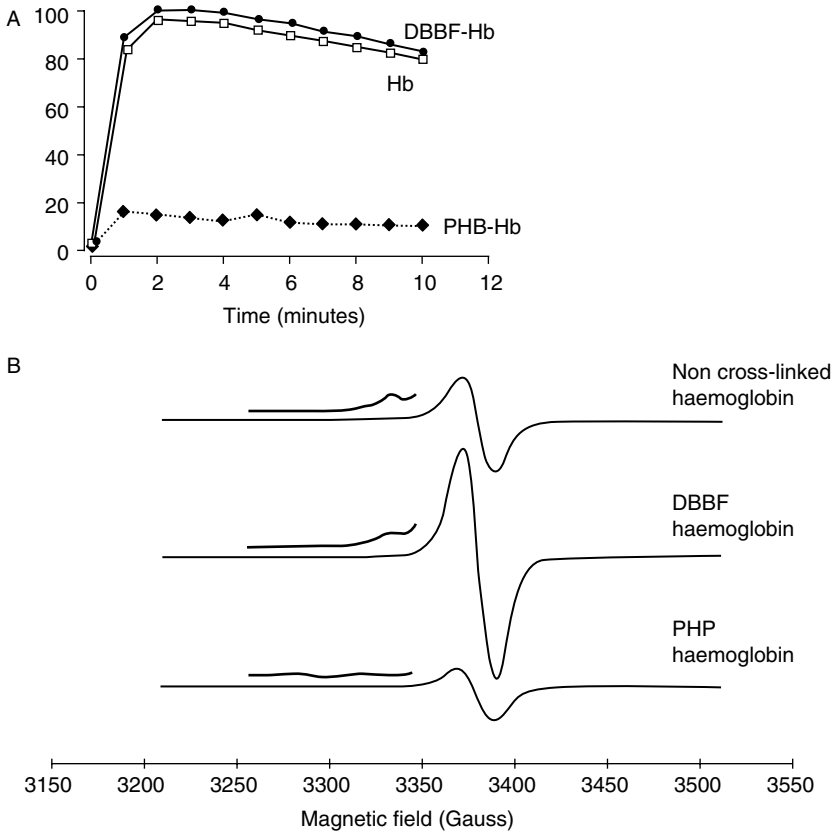 A
100
80
60
40
20
0
DBBF-Hb
Hb
PHB-Hb
0 2 4 6 8 10 12
Time (minutes)
B
Non cross-linked
haemoglobin
DBBF
haemoglobin
PHP
haemoglobin
3150 3200 3250 3300 3350 3400 3450 3500 3550
Magnetic field (Gauss)